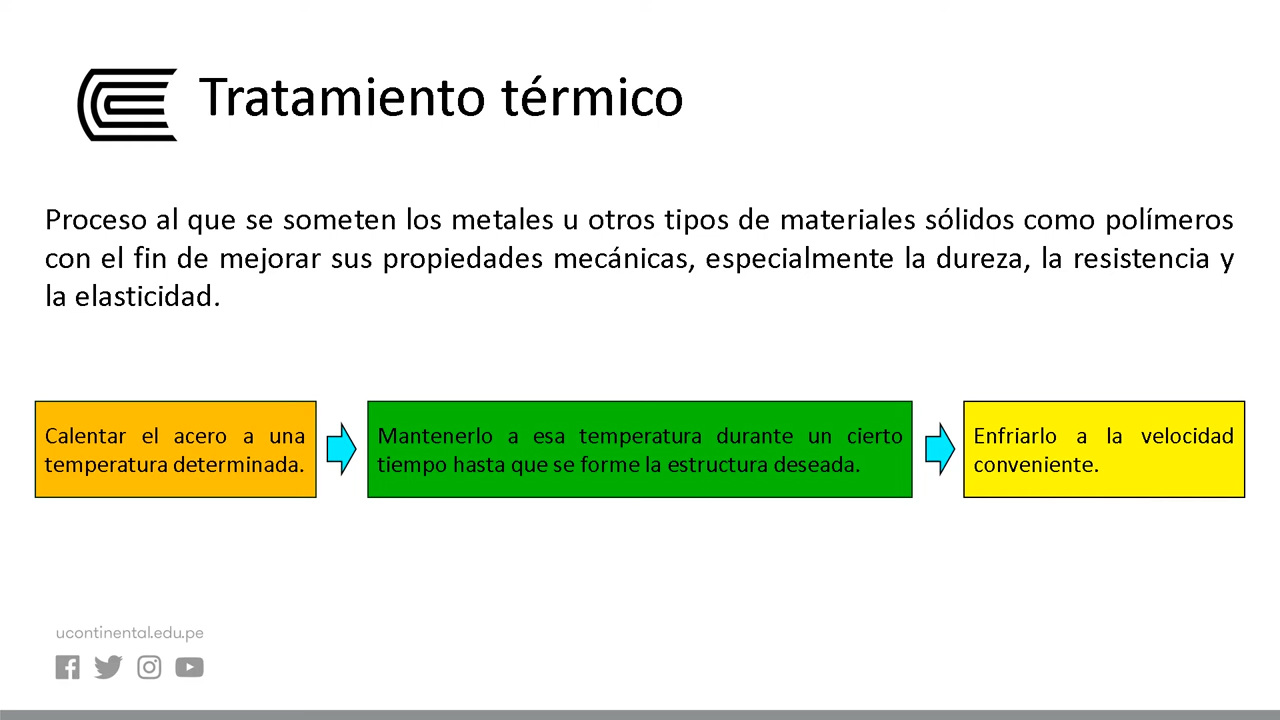 Tratamiento térmico
Proceso al que se someten los metales u otros tipos de materiales sólidos como polímeros
con el fin de mejorar sus propiedades mecánicas, especialmente la dureza, la resistencia y
la elasticidad.
Calentar el acero a una
temperatura determinada.
Mantenerlo a esa temperatura durante un cierto
tiempo hasta que se forme la estructura deseada.
Enfriarlo a la velocidad
conveniente.
ucontinental.edu.pe